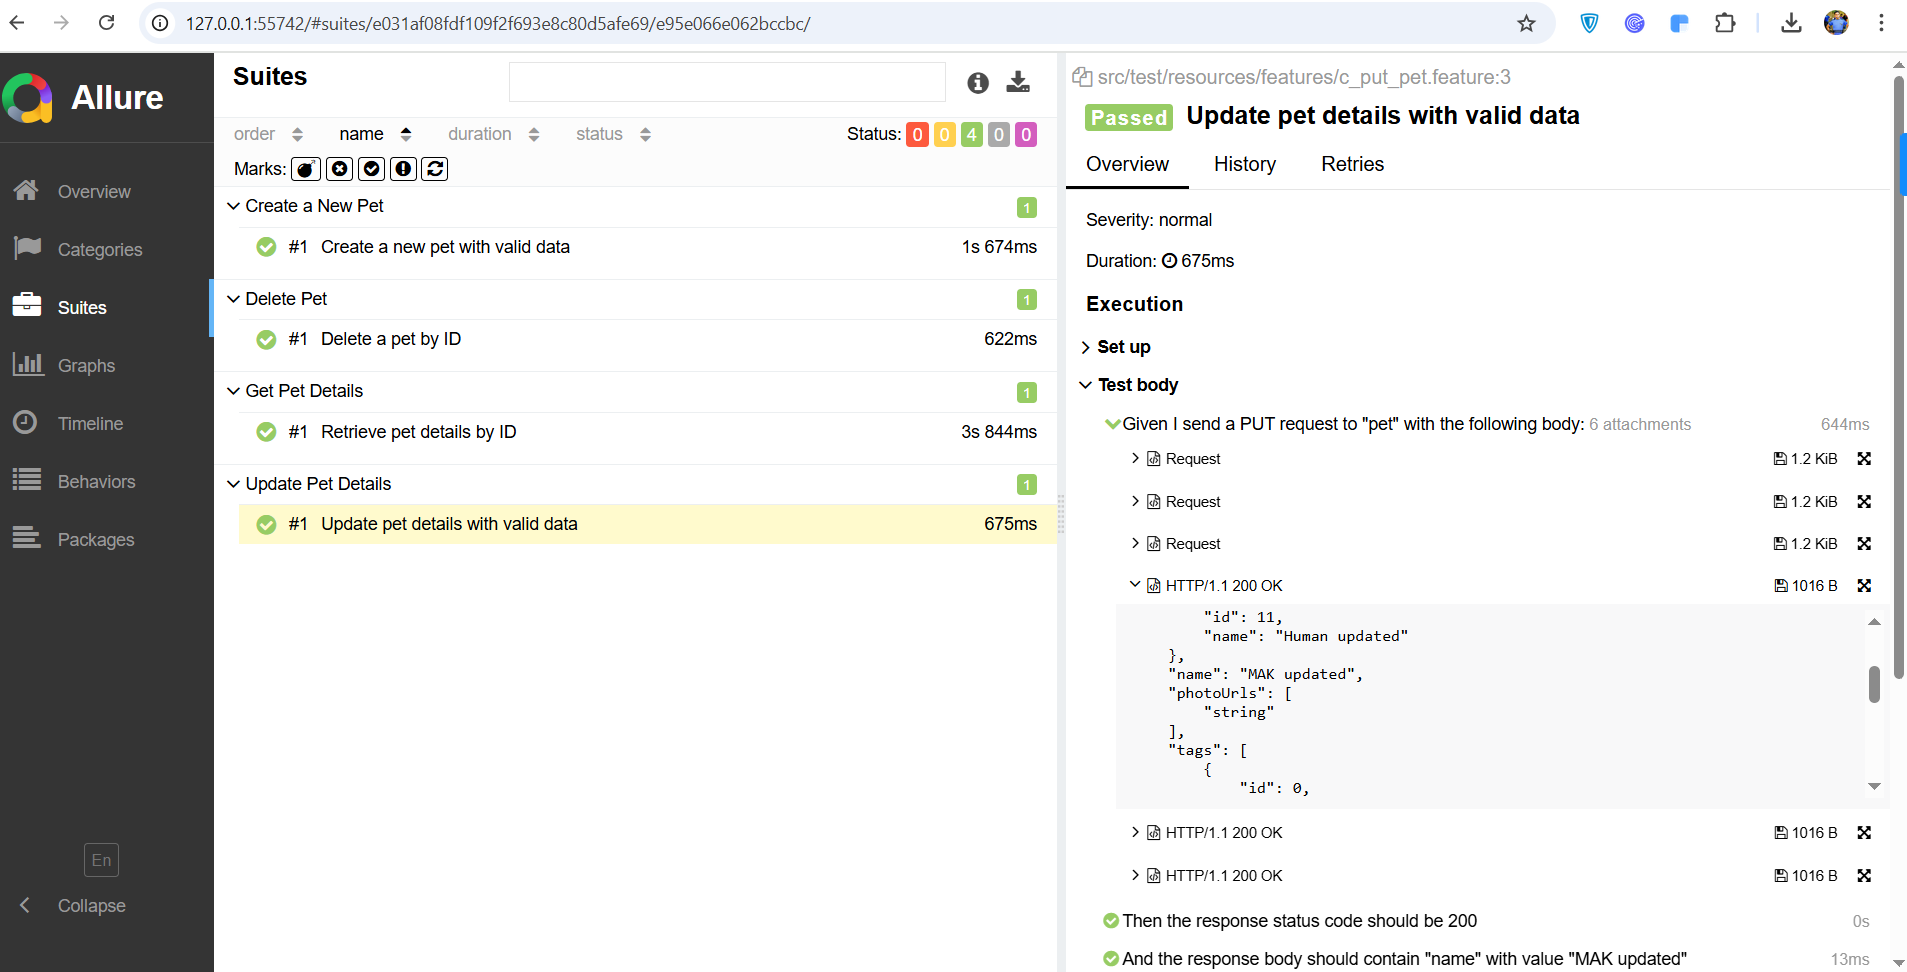 127.0.0.1:55742/#suites/e031af08fdf109f2f693e8c80d5afe69/e95e066e062bccbc/
Allure
Overview
Categories
Suites
Graphs
Timeline
Behaviors
Packages
En
Collapse
Suites
order name duration status Status: 0 0 4 0 0
Marks:
Create a New Pet 1
#1 Create a new pet with valid data 1s 674ms
Delete Pet 1
#1 Delete a pet by ID 622ms
Get Pet Details 1
#1 Retrieve pet details by ID 3s 844ms
Update Pet Details 1
#1 Update pet details with valid data 675ms
src/test/resources/features/c_put_pet.feature:3
Passed Update pet details with valid data
Overview History Retries
Severity: normal
Duration: 675ms
Execution
Set up
Test body
Given I send a PUT request to "pet" with the following body: 6 attachments 644ms
Request 1.2 KiB
Request 1.2 KiB
Request 1.2 KiB
HTTP/1.1 200 OK 1016 B
"id": 11,
"name": "Human updated"
},
"name": "MAK updated",
"photoUrls": [
"string"
],
"tags": [
{
"id": 0,
HTTP/1.1 200 OK 1016 B
HTTP/1.1 200 OK 1016 B
Then the response status code should be 200 0s
And the response body should contain "name" with value "MAK updated" 13ms